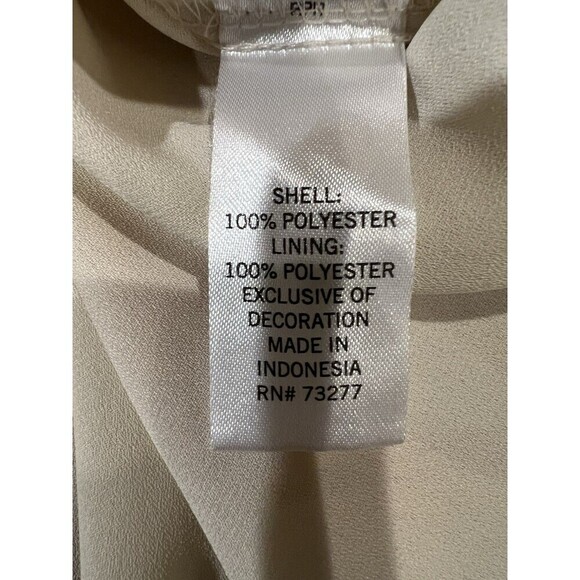 SHELL:
100% POLYESTER
LINING:
100% POLYESTER
EXCLUSIVE OF
DECORATION
MADE IN
INDONESIA
RN# 73277